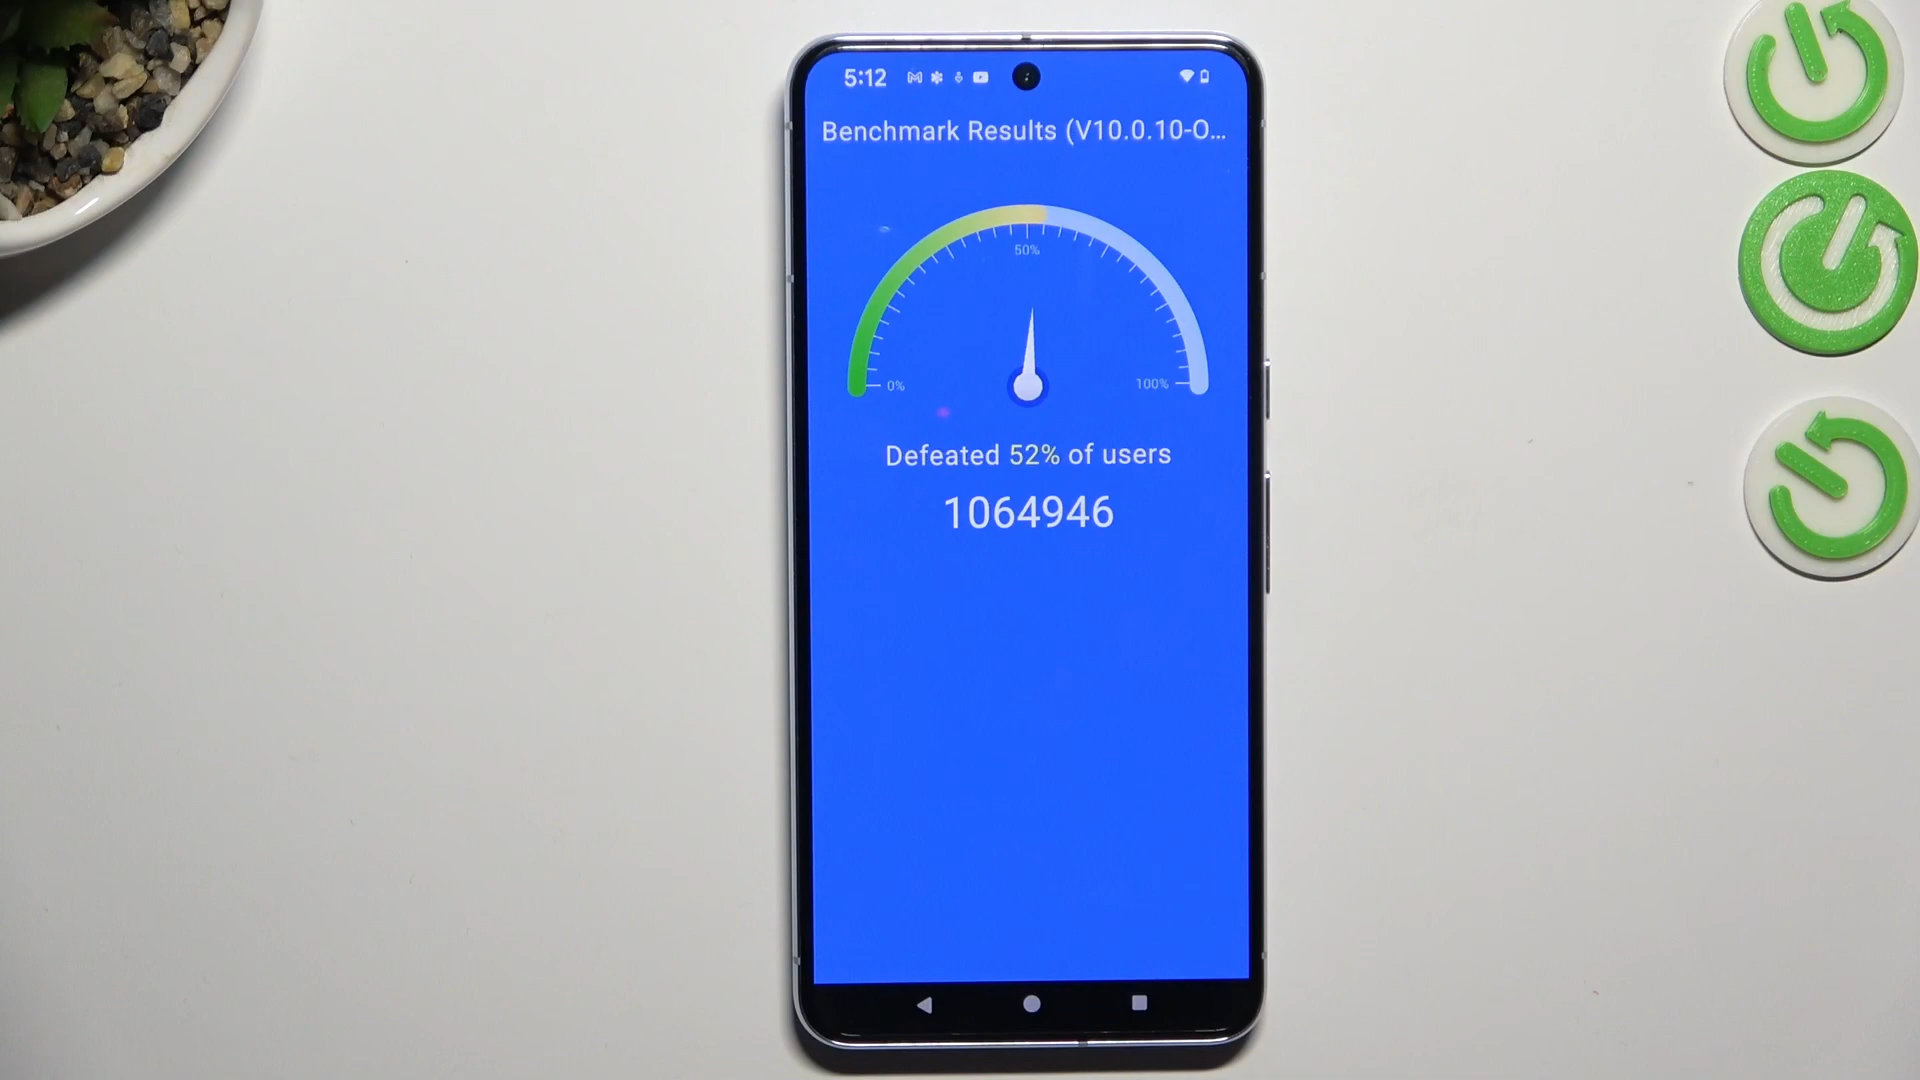 5:12
Benchmark Results (V10.0.10-O...
50%
0%
100%
Defeated 52% of users
1064946